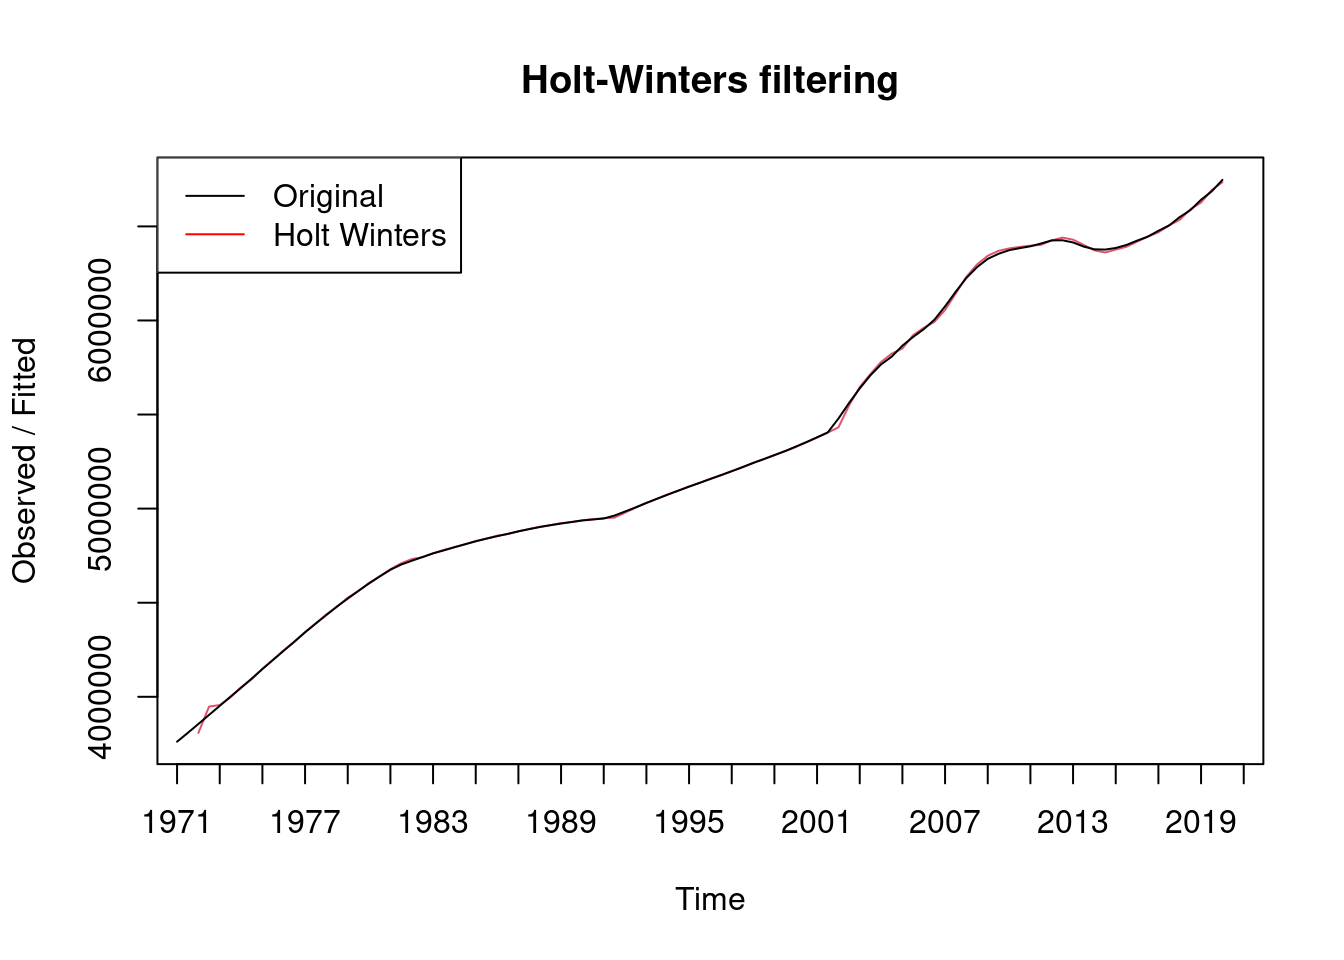 Holt-Winters filtering
Original
Holt Winters
Observed / Fitted
4000000 5000000 6000000
1971 1977 1983 1989 1995 2001 2007 2013 2019
Time